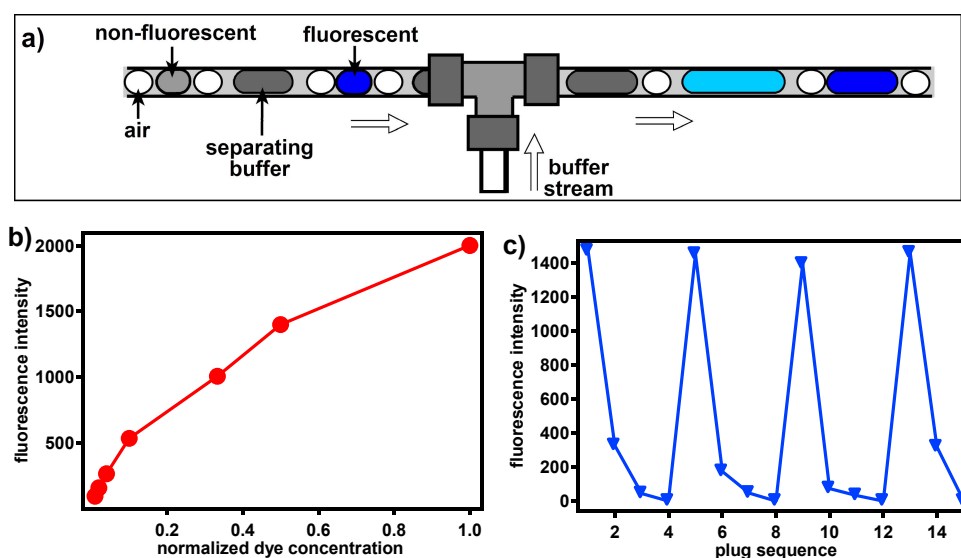 a)
non-fluorescent
fluorescent
air
separating
buffer
buffer
stream
b)
2000
1500
1000
500
fluorescence intensity
0.2
0.4
0.6
0.8
1.0
normalized dye concentration
c)
1400
1200
1000
800
600
400
200
0
fluorescence intensity
2
4
6
8
10
12
14
plug sequence